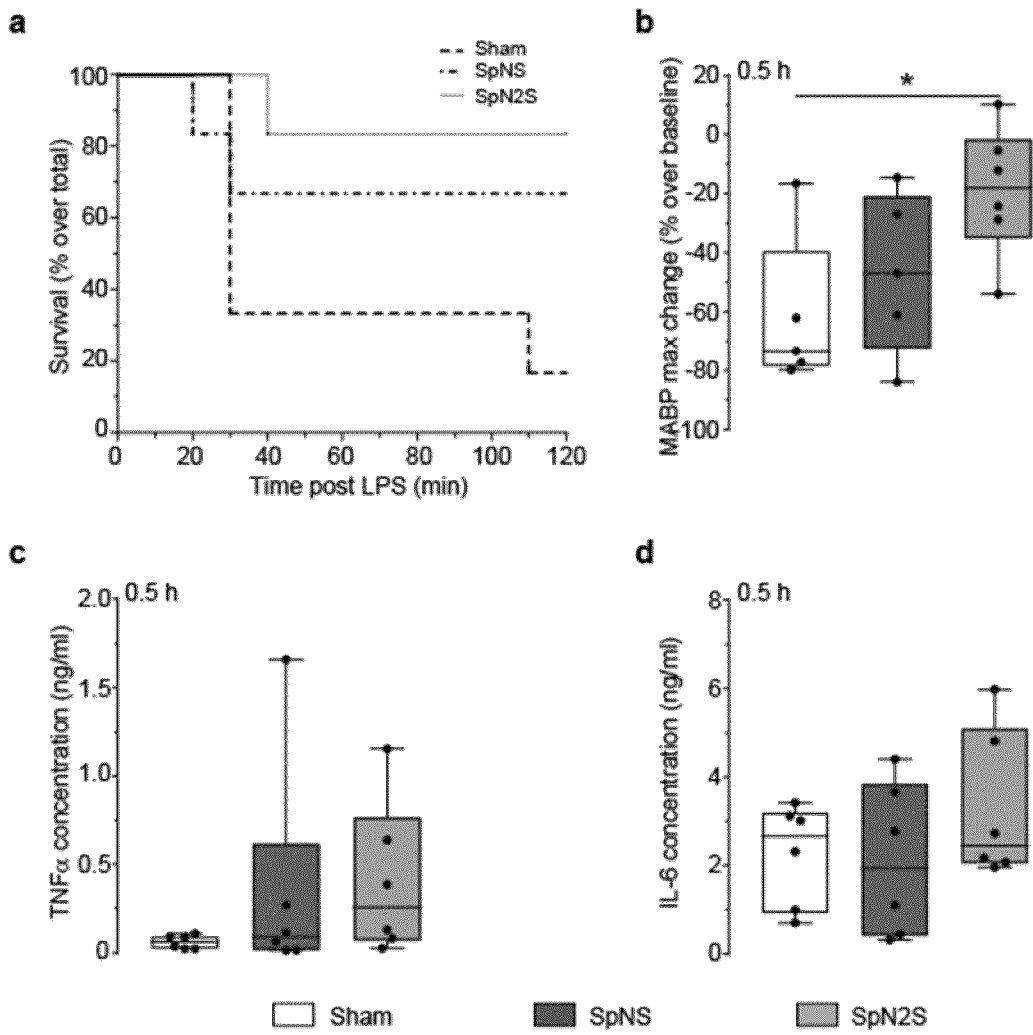 a
Sham
SpNS
SpN2S
Survival (% over total)
100
80
60
40
20
0
0 20 40 60 80 100 120
Time post LPS (min)
b
0.5 h
*
MABP max change (% over baseline)
20
0
-20
-40
-60
-80
-100
c
0.5 h
TNFα concentration (ng/ml)
2.0
1.5
1.0
0.5
0
d
0.5 h
IL-6 concentration (ng/ml)
8
6
4
2
0
Sham SpNS SpN2S